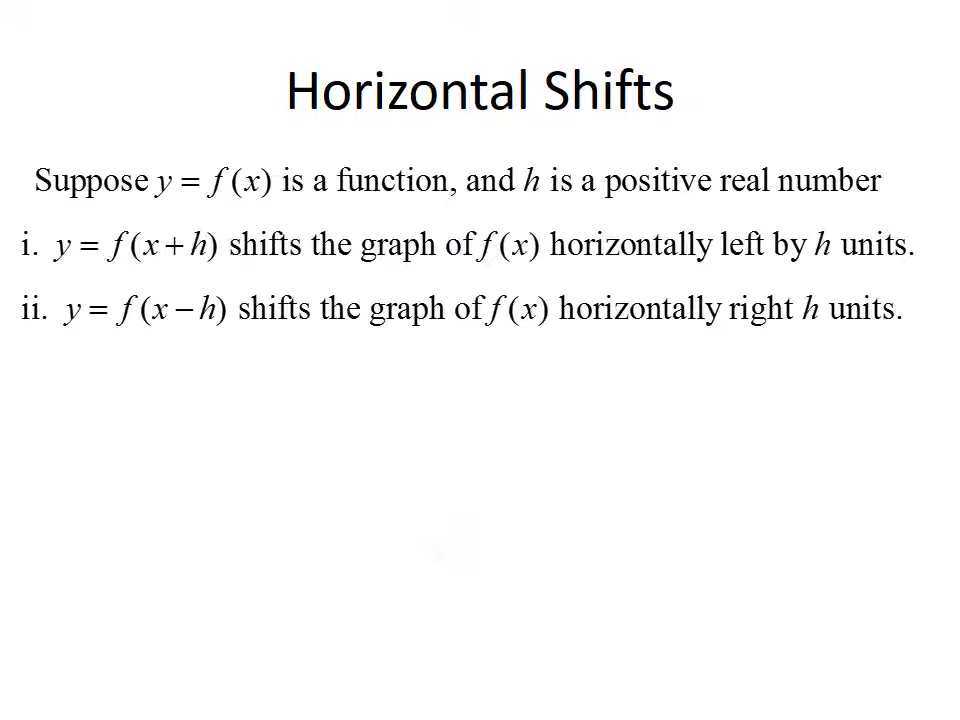 Horizontal Shifts
Suppose y = f (x) is a function, and h is a positive real number
i. y = f (x + h) shifts the graph of f (x) horizontally left by h units.
ii. y = f (x − h) shifts the graph of f (x) horizontally right h units.